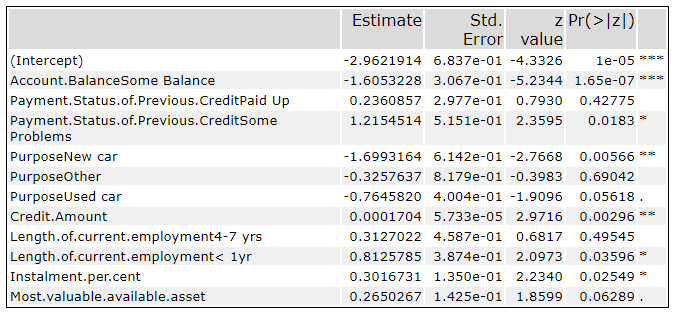 Estimate Std. Error z value Pr(>|z|)
(Intercept) -2.9621914 6.837e-01 -4.3326 1e-05 ***
Account.BalanceSome Balance -1.6053228 3.067e-01 -5.2344 1.65e-07 ***
Payment.Status.of.Previous.CreditPaid Up 0.2360857 2.977e-01 0.7930 0.42775
Payment.Status.of.Previous.CreditSome Problems 1.2154514 5.151e-01 2.3595 0.0183 *
PurposeNew car -1.6993164 6.142e-01 -2.7668 0.00566 **
PurposeOther -0.3257637 8.179e-01 -0.3983 0.69042
PurposeUsed car -0.7645820 4.004e-01 -1.9096 0.05618 .
Credit.Amount 0.0001704 5.733e-05 2.9716 0.00296 **
Length.of.current.employment4-7 yrs 0.3127022 4.587e-01 0.6817 0.49545
Length.of.current.employment< 1yr 0.8125785 3.874e-01 2.0973 0.03596 *
Instalment.per.cent 0.3016731 1.350e-01 2.2340 0.02549 *
Most.valuable.available.asset 0.2650267 1.425e-01 1.8599 0.06289 .